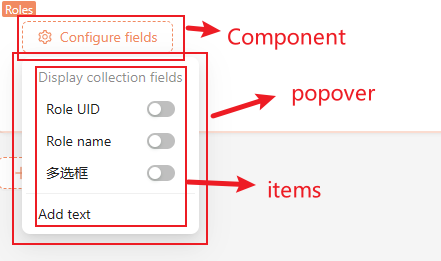 Roles
Configure fields
Component
Display collection fields
popover
Role UID
Role name
多选框
items
Add text